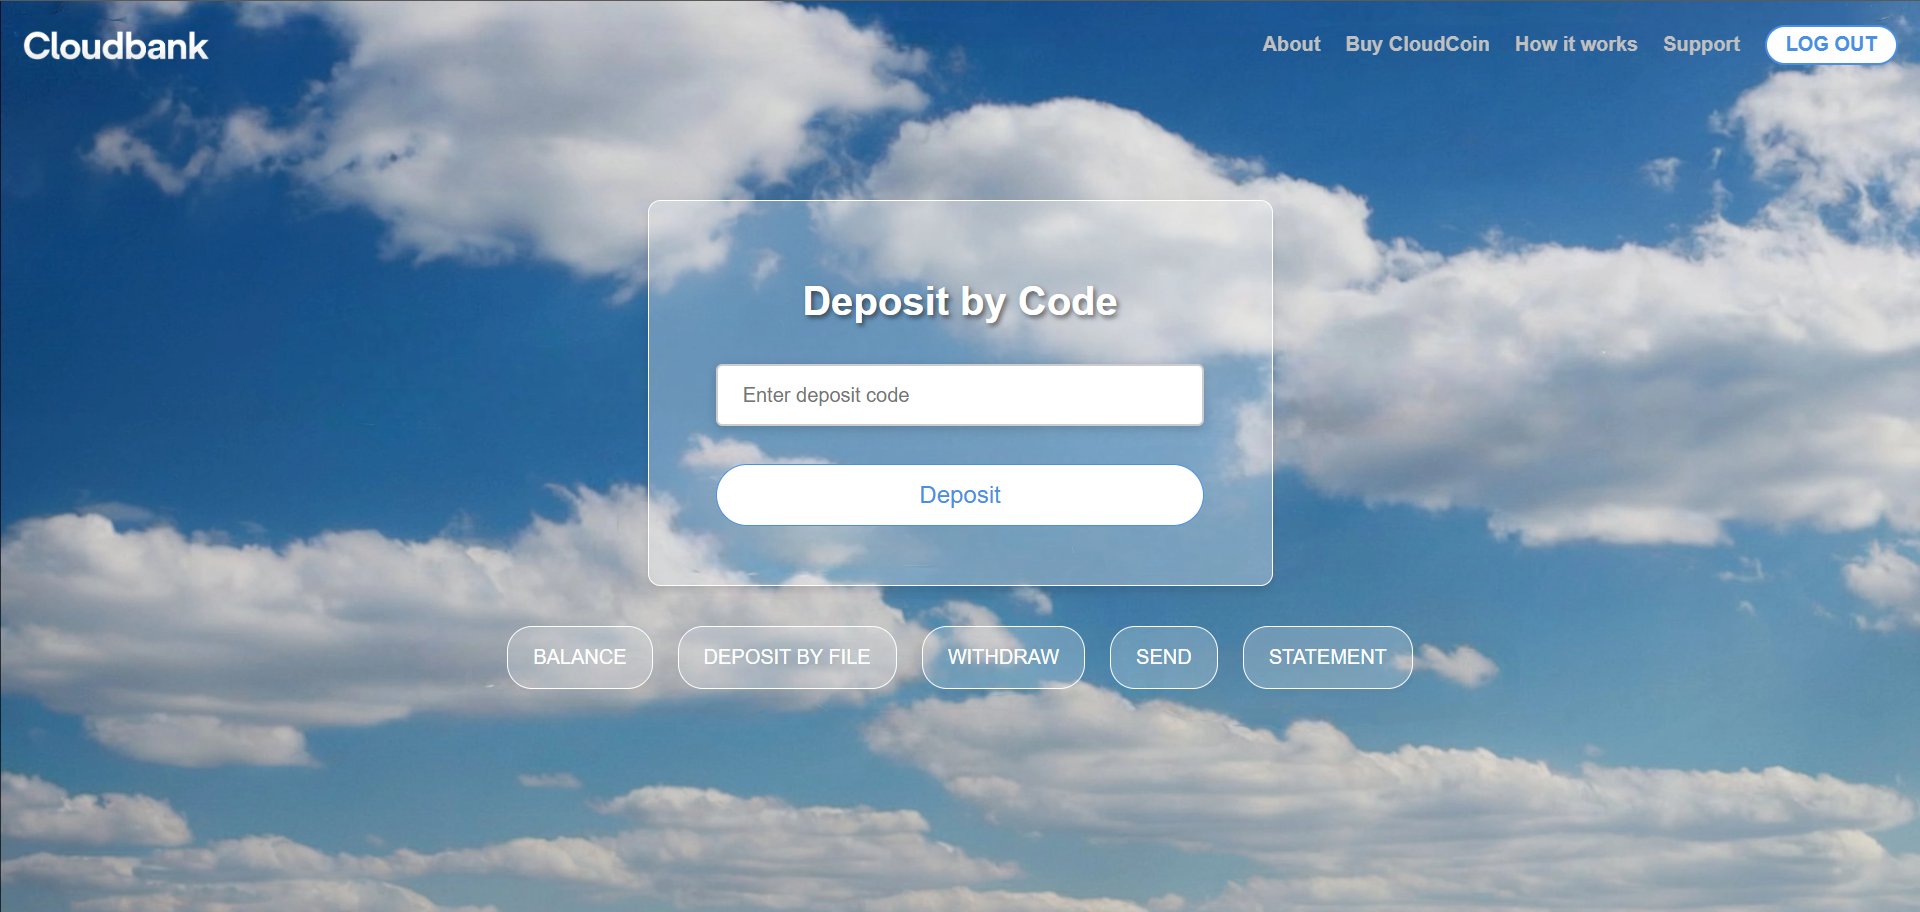 Cloudbank
About
Buy CloudCoin
How it works
Support
LOG OUT
Deposit by Code
Enter deposit code
Deposit
BALANCE
DEPOSIT BY FILE
WITHDRAW
SEND
STATEMENT